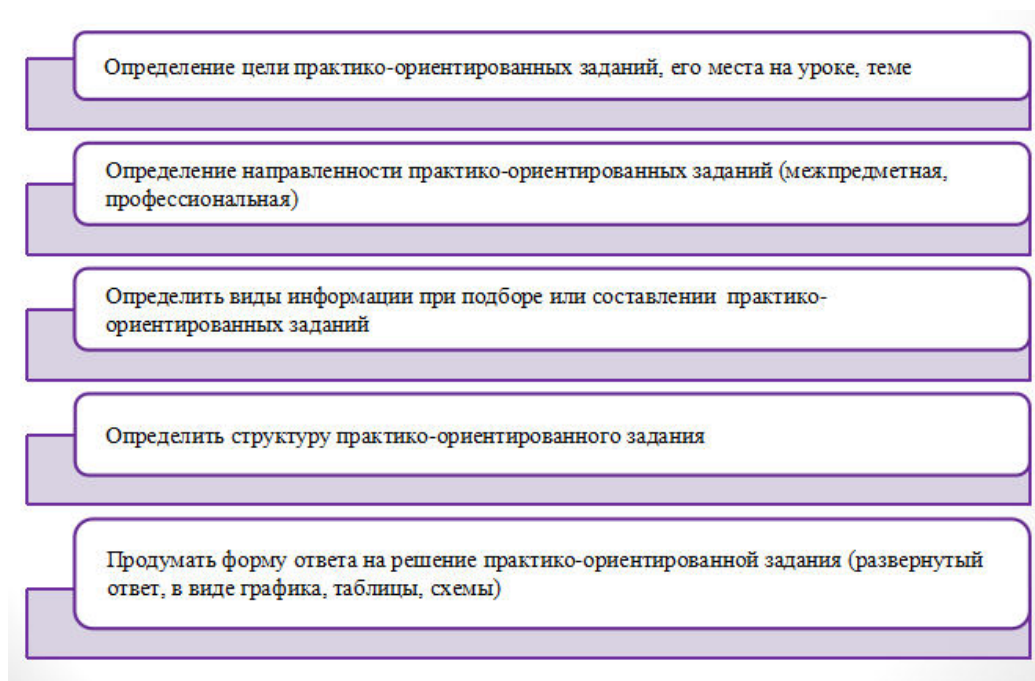 Определение цели практико-ориентированных заданий, его места на уроке, теме
Определение направленности практико-ориентированных заданий (межпредметная,
профессиональная)
Определить виды информации при подборе или составлении практико-
ориентированных заданий
Определить структуру практико-ориентированного задания
Продумать форму ответа на решение практико-ориентированной задания (развернутый
ответ, в виде графика, таблицы, схемы)